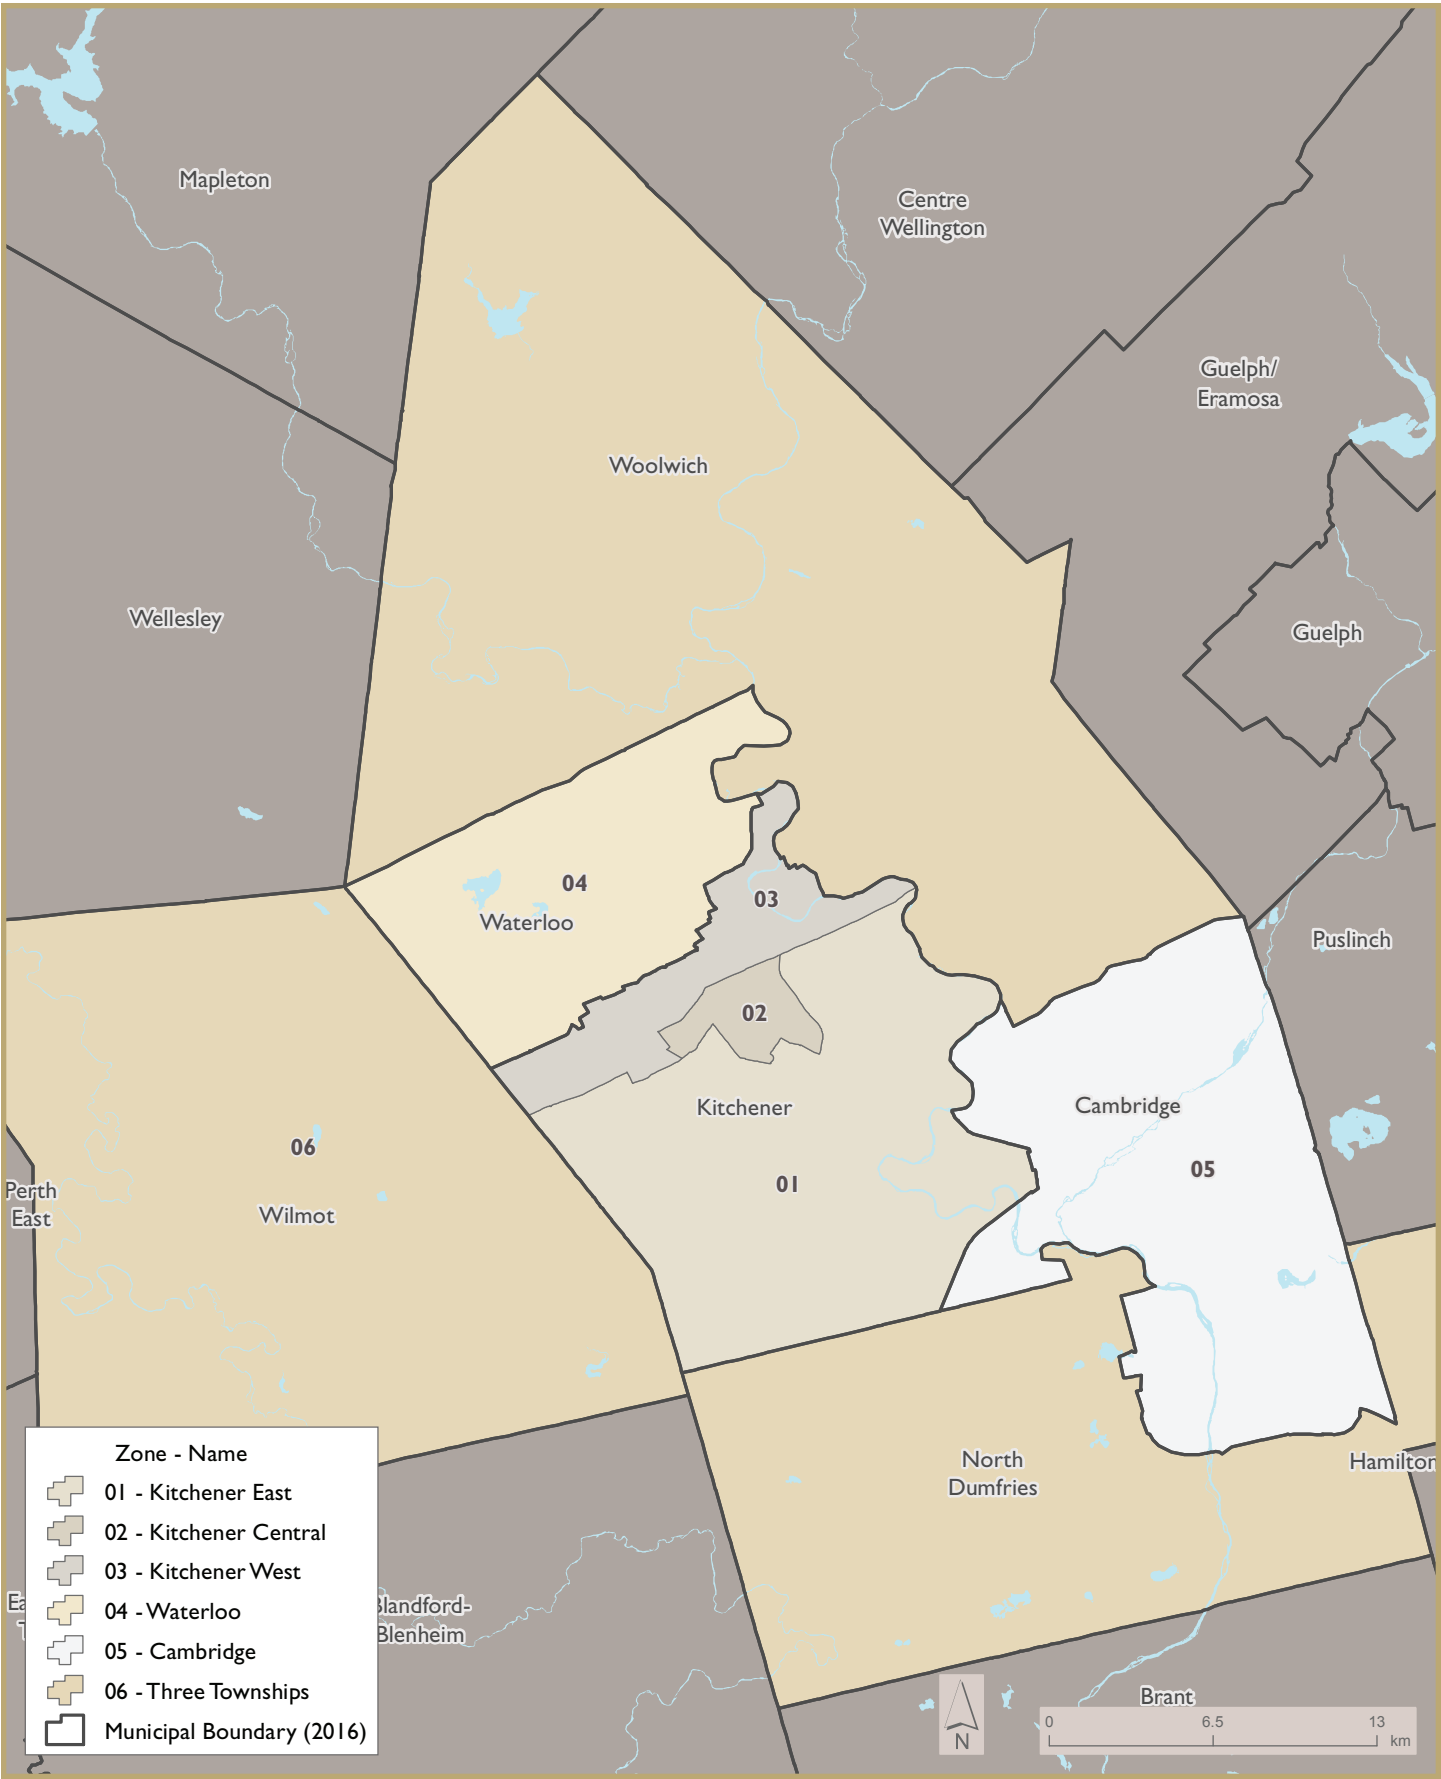 Mapleton
Centre
Wellington
Guelph/
Eramosa
Woolwich
Wellesley
Guelph
04
Waterloo
03
Puslinch
02
Kitchener
Cambridge
06
05
01
Perth
East
Wilmot
North
Dumfries
Hamilton
Zone - Name
01 - Kitchener East
02 - Kitchener Central
03 - Kitchener West
04 - Waterloo
05 - Cambridge
06 - Three Townships
Municipal Boundary (2016)
Blandford-
Blenheim
Brant
N
0 6.5 13
km